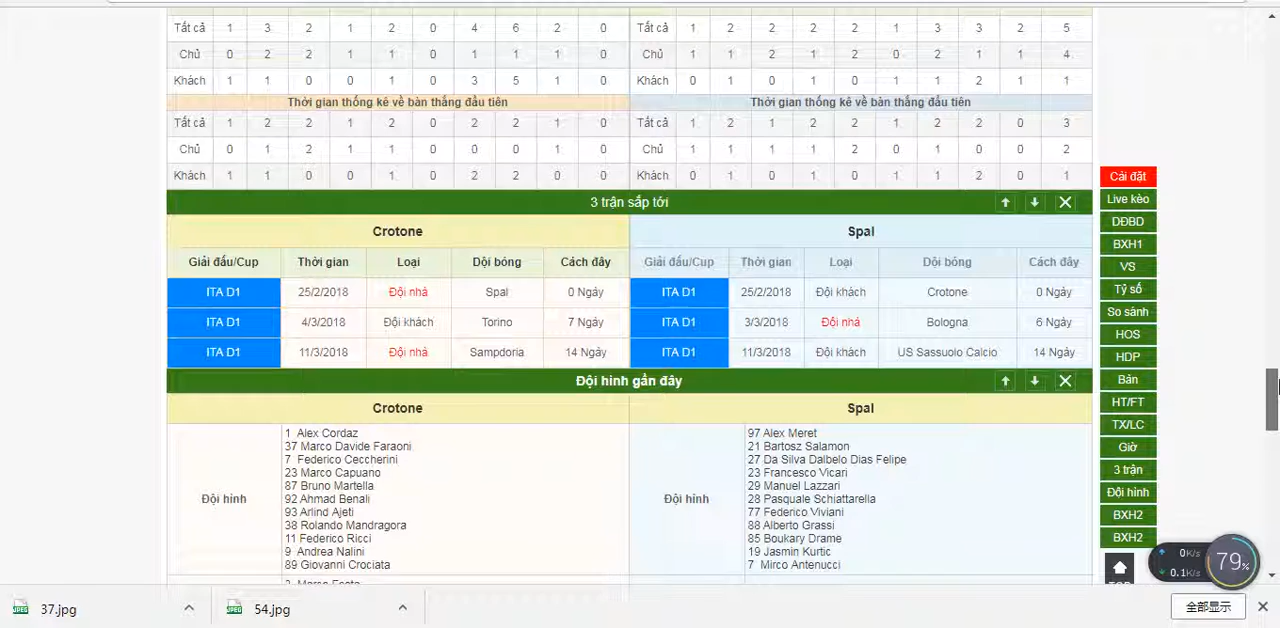 Tất cả 1 3 2 1 2 0 4 6 2 0 Tất cả 1 2 2 2 2 1 3 3 2 5
Chủ 0 2 2 1 1 0 1 1 1 0 Chủ 1 1 2 1 2 0 2 1 1 4
Khách 1 1 0 0 1 0 3 5 1 0 Khách 0 1 0 1 0 1 1 2 1 1
Thời gian thống kê về bàn thắng đầu tiên Thời gian thống kê về bàn thắng đầu tiên
Tất cả 1 2 2 1 2 0 2 2 1 0 Tất cả 1 2 1 2 2 1 2 2 0 3
Chủ 0 1 2 1 1 0 0 0 1 0 Chủ 1 1 1 1 2 0 1 0 0 2
Khách 1 1 0 0 1 0 2 2 0 0 Khách 0 1 0 1 0 1 1 2 0 1
3 trận sắp tới
Crotone Spal
Giải đấu/Cup Thời gian Loại Dội bóng Cách đây Giải đấu/Cup Thời gian Loại Dội bóng Cách đây
ITA D1 25/2/2018 Đội nhà Spal 0 Ngày ITA D1 25/2/2018 Đội khách Crotone 0 Ngày
ITA D1 4/3/2018 Đội khách Torino 7 Ngày ITA D1 3/3/2018 Đội nhà Bologna 6 Ngày
ITA D1 11/3/2018 Đội nhà Sampdoria 14 Ngày ITA D1 11/3/2018 Đội khách US Sassuolo Calcio 14 Ngày
Đội hình gần đây
Crotone Spal
Đội hình
1 Alex Cordaz
37 Marco Davide Faraoni
7 Federico Ceccherini
23 Marco Capuano
87 Bruno Martella
92 Ahmad Benali
93 Arlind Ajeti
38 Rolando Mandragora
11 Federico Ricci
9 Andrea Nalini
89 Giovanni Crociata
Đội hình
97 Alex Meret
21 Bartosz Salamon
27 Da Silva Dalbelo Dias Felipe
23 Francesco Vicari
29 Manuel Lazzari
28 Pasquale Schiattarella
77 Federico Viviani
88 Alberto Grassi
85 Boukary Drame
19 Jasmin Kurtic
7 Mirco Antenucci
Cải đặt
Live kèo
DĐBD
BXH1
VS
Tỷ số
So sánh
HOS
HDP
Bàn
HT/FT
TX/LC
Giờ
3 trận
Đội hình
BXH2
BXH2
0K/s
0.1K/s
79%
37.jpg 54.jpg 全部显示